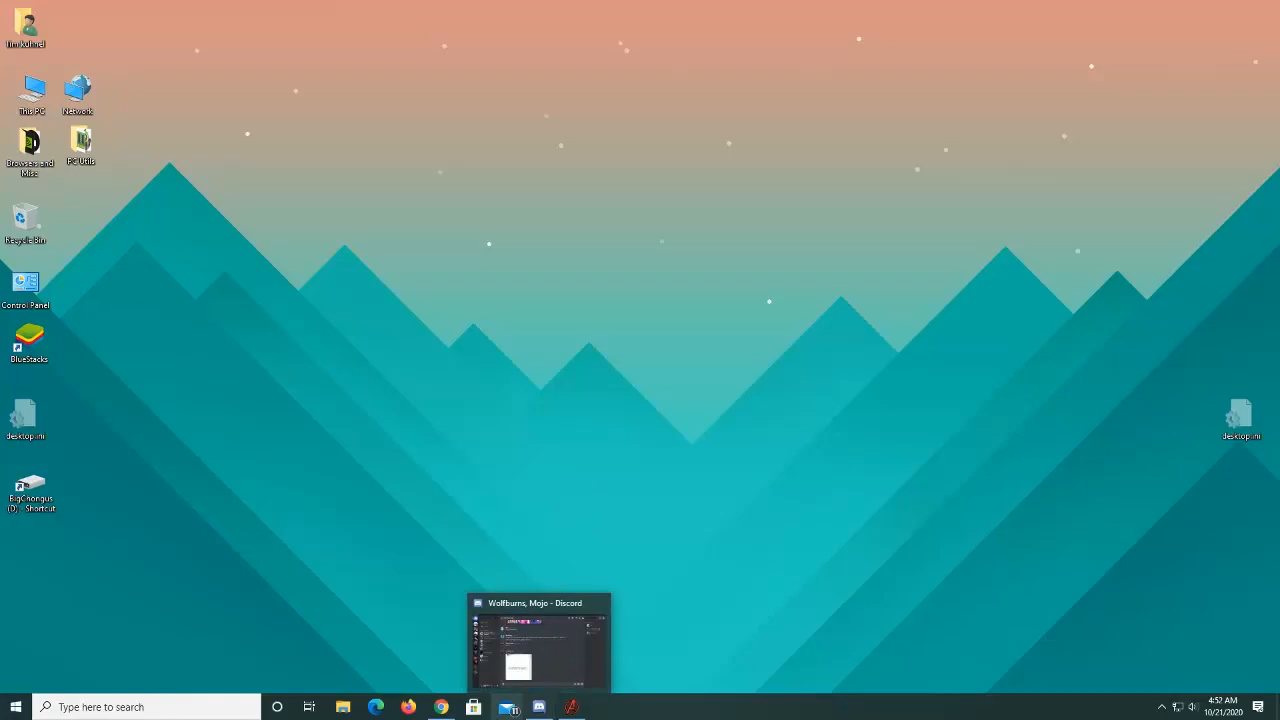 This PC
Network
Browsers and
Misc
PC Utils
Recycle Bin
Control Panel
BlueStacks
desktop.ini
desktop.ini
BigChongus
(D) - Shortcut
Wolfburns, Mojo - Discord
Type here to search
11
4:52 AM
10/21/2020